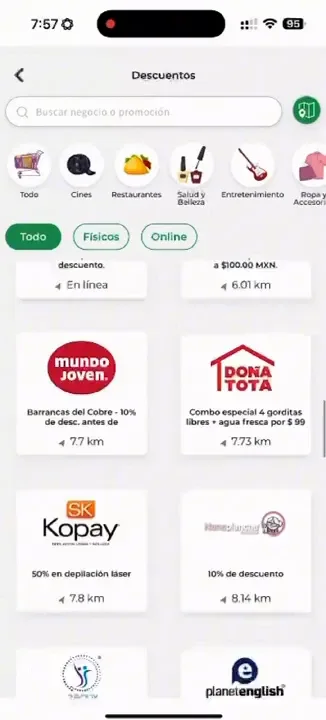 7:57
95
Descuentos
Buscar negocio o promoción
Todo
Cines
Restaurantes
Salud y
Belleza
Entretenimiento
Ropa y
Accesori
Todo
Físicos
Online
descuento.
En línea
a $100.00 MXN.
6.01 km
mundo
joven
Barrancas del Cobre - 10%
de desc. antes de
7.7 km
DOÑA
TOTA
Combo especial 4 gorditas
libres + agua fresca por $ 99
7.73 km
SK
Kopay
50% en depilación láser
7.8 km
10% de descuento
8.14 km
planetenglish